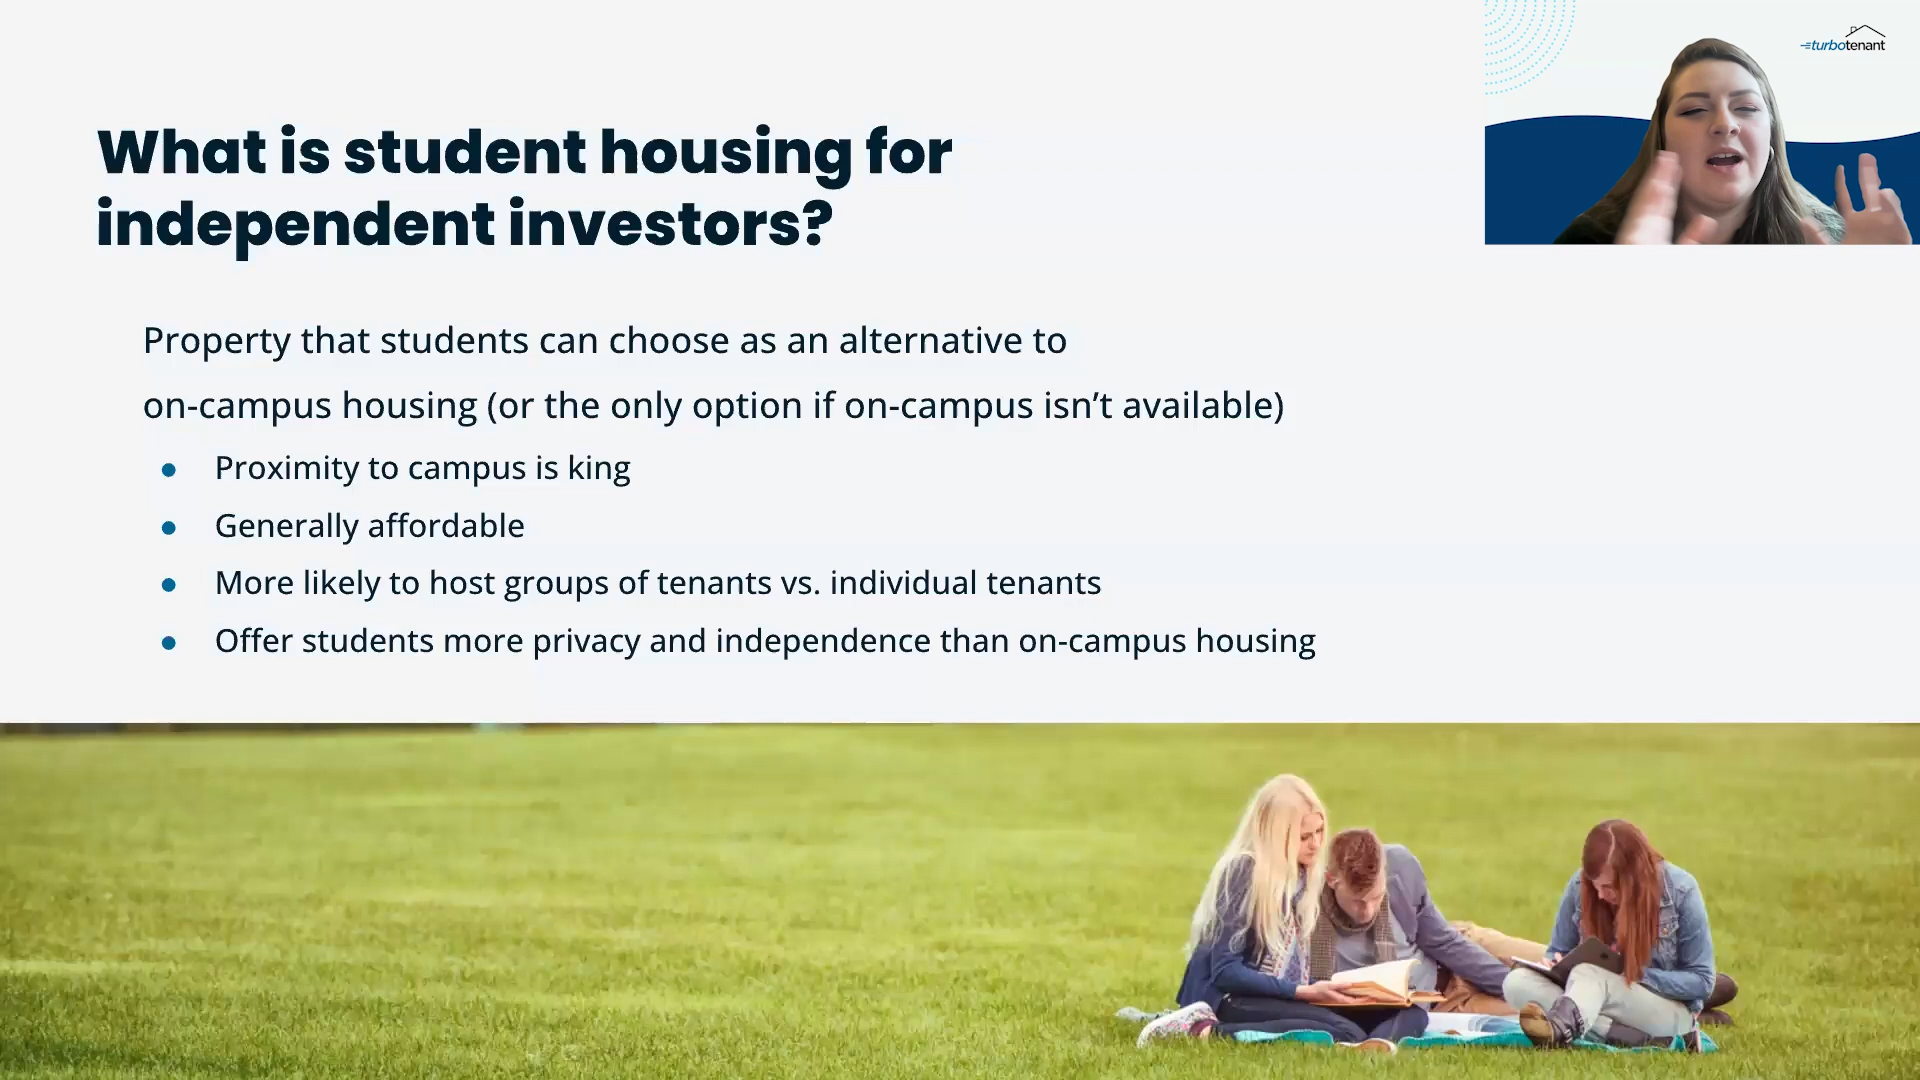 turbotenant
What is student housing for
independent investors?
Property that students can choose as an alternative to
on-campus housing (or the only option if on-campus isn’t available)
● Proximity to campus is king
● Generally affordable
● More likely to host groups of tenants vs. individual tenants
● Offer students more privacy and independence than on-campus housing